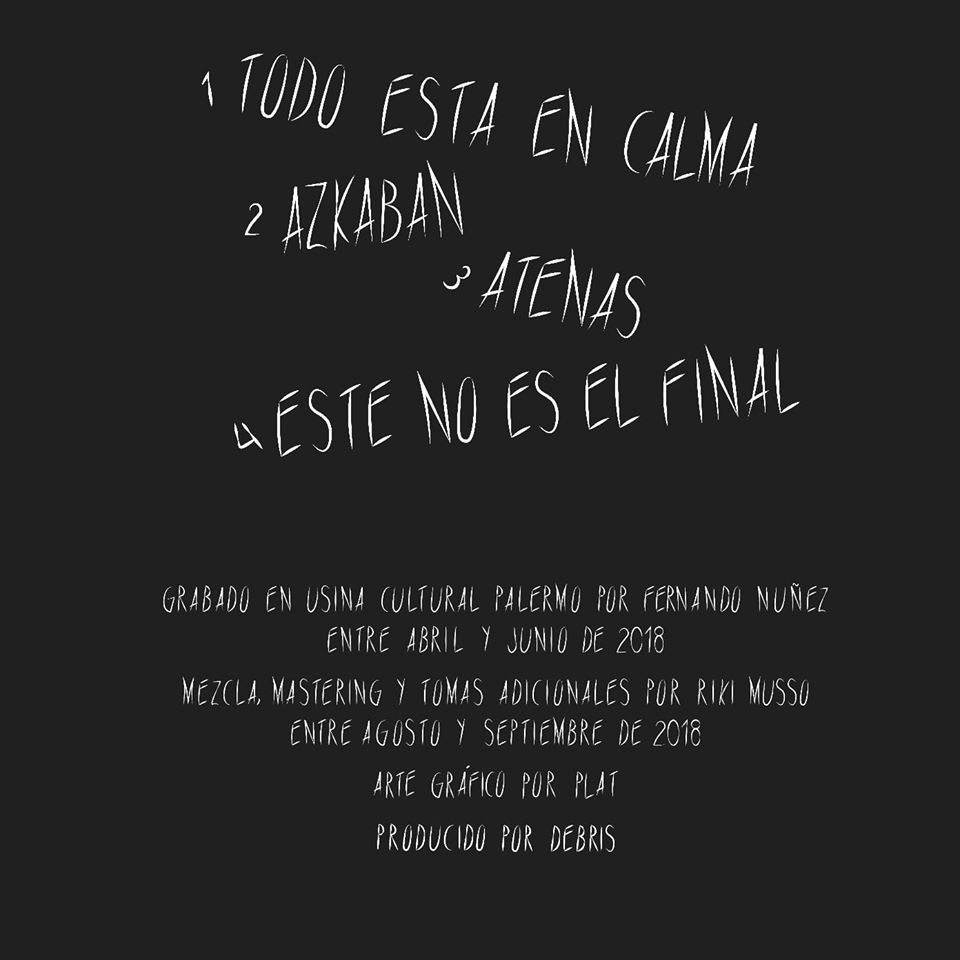 1 TODO ESTA EN CALMA
2 AZKABAN
3 ATENAS
4 ESTE NO ES EL FINAL
GRABADO EN USINA CULTURAL PALERMO POR FERNANDO NUÑEZ
ENTRE ABRIL Y JUNIO DE 2018
MEZCLA, MASTERING Y TOMAS ADICIONALES POR RIKI MUSSO
ENTRE AGOSTO Y SEPTIEMBRE DE 2018
ARTE GRÁFICO POR PLAT
PRODUCIDO POR DEBRIS